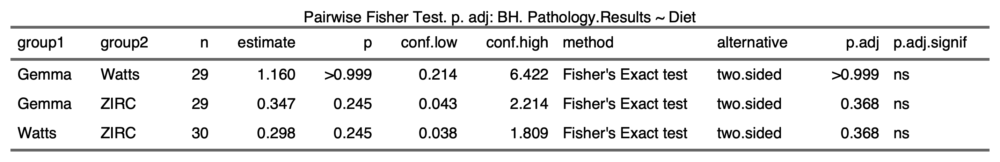 Pairwise Fisher Test. p. adj: BH. Pathology.Results ~ Diet
group1 group2 n estimate p conf.low conf.high method alternative p.adj p.adj.signif
Gemma Watts 29 1.160 >0.999 0.214 6.422 Fisher's Exact test two.sided >0.999 ns
Gemma ZIRC 29 0.347 0.245 0.043 2.214 Fisher's Exact test two.sided 0.368 ns
Watts ZIRC 30 0.298 0.245 0.038 1.809 Fisher's Exact test two.sided 0.368 ns